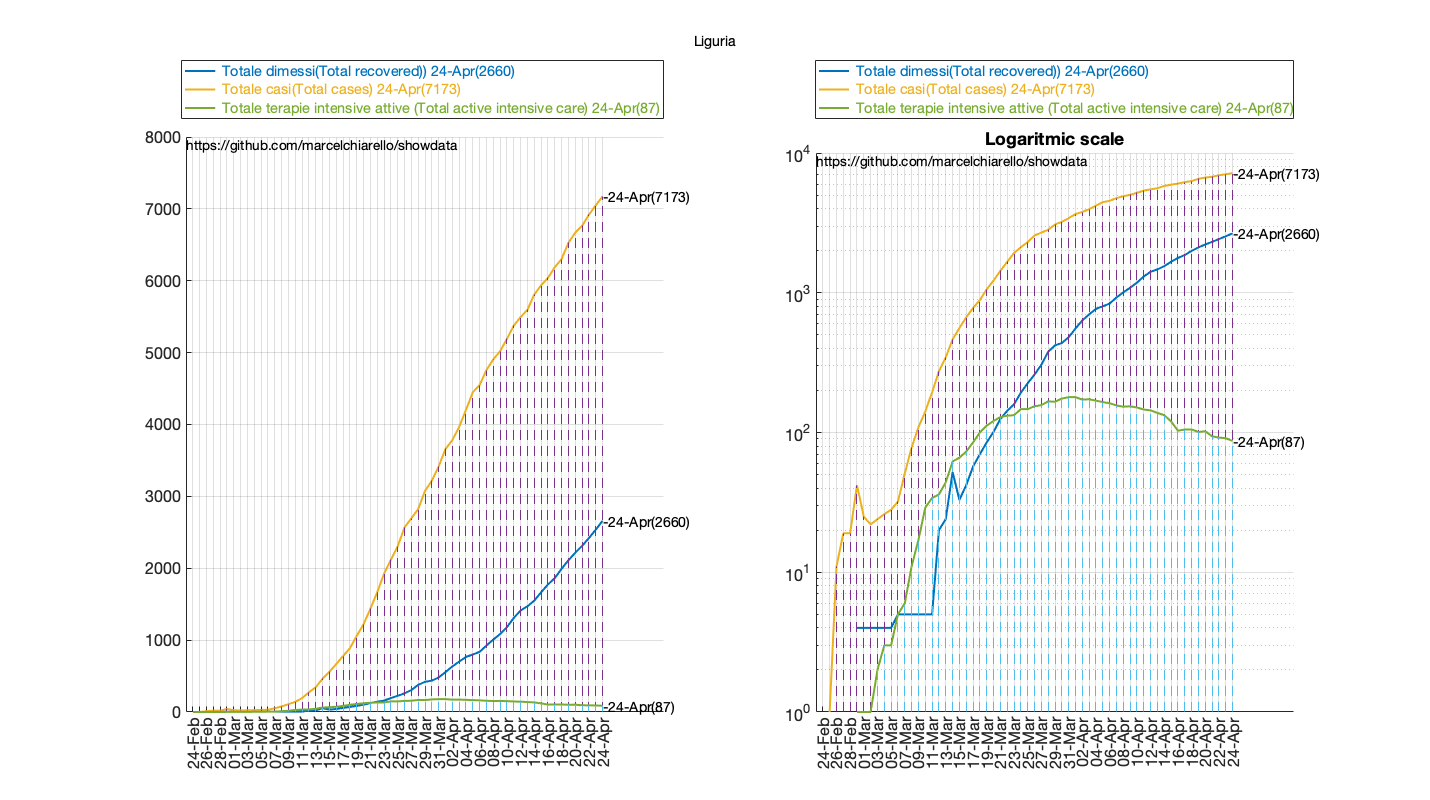 Liguria
Totale dimessi(Total recovered)) 24-Apr(2660)
Totale casi(Total cases) 24-Apr(7173)
Totale terapie intensive attive (Total active intensive care) 24-Apr(87)
https://github.com/marcelchiarello/showdata
8000
7000
6000
5000
4000
3000
2000
1000
0
-24-Apr(7173)
-24-Apr(2660)
-24-Apr(87)
24-Feb
26-Feb
28-Feb
01-Mar
03-Mar
05-Mar
07-Mar
09-Mar
11-Mar
13-Mar
15-Mar
17-Mar
19-Mar
21-Mar
23-Mar
25-Mar
27-Mar
29-Mar
31-Mar
02-Apr
04-Apr
06-Apr
08-Apr
10-Apr
12-Apr
14-Apr
16-Apr
18-Apr
20-Apr
22-Apr
24-Apr
Totale dimessi(Total recovered)) 24-Apr(2660)
Totale casi(Total cases) 24-Apr(7173)
Totale terapie intensive attive (Total active intensive care) 24-Apr(87)
Logaritmic scale
https://github.com/marcelchiarello/showdata
10^4
10^3
10^2
10^1
10^0
-24-Apr(7173)
-24-Apr(2660)
-24-Apr(87)
24-Feb
26-Feb
28-Feb
01-Mar
03-Mar
05-Mar
07-Mar
09-Mar
11-Mar
13-Mar
15-Mar
17-Mar
19-Mar
21-Mar
23-Mar
25-Mar
27-Mar
29-Mar
31-Mar
02-Apr
04-Apr
06-Apr
08-Apr
10-Apr
12-Apr
14-Apr
16-Apr
18-Apr
20-Apr
22-Apr
24-Apr